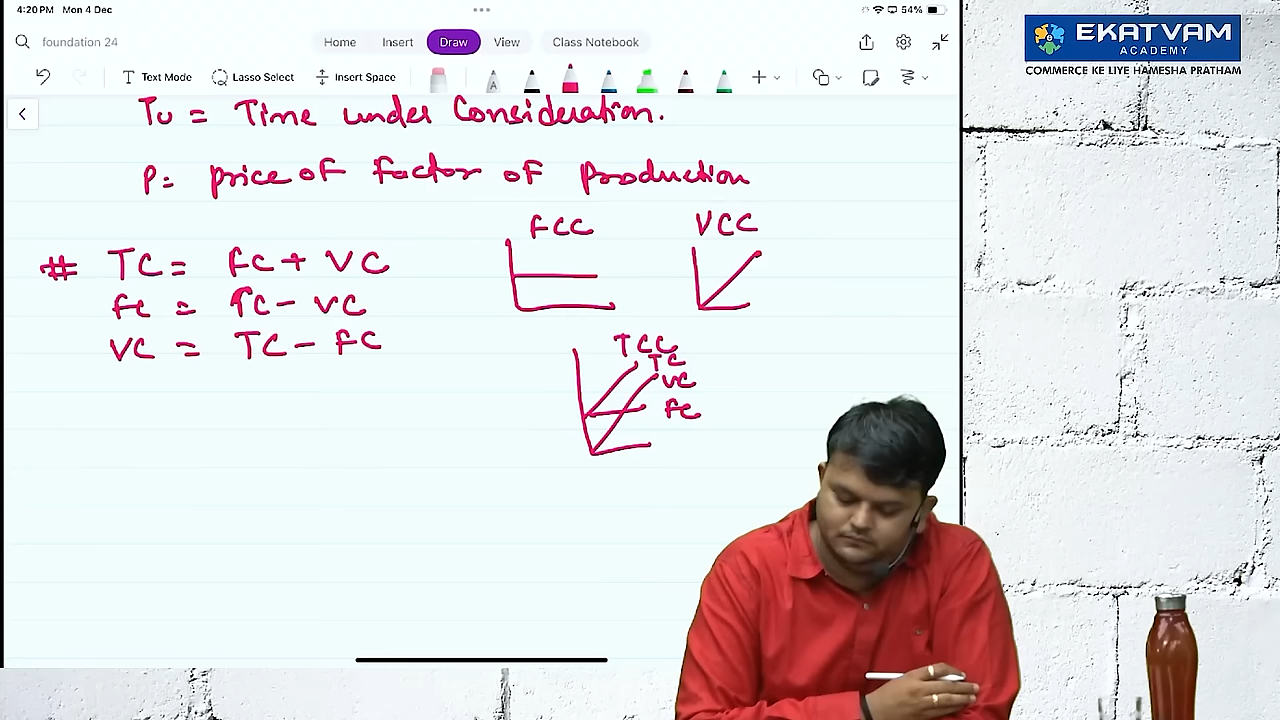 4:20 PM Mon 4 Dec
54%
foundation 24
Home Insert Draw View Class Notebook
Text Mode Lasso Select Insert Space
EKATVAM
ACADEMY
COMMERCE KE LIYE HAMESHA PRATHAM
TU = Time under Consideration.
P = price of factor of production
FCC
VCC
# TC = FC + VC
FC = TC - VC
VC = TC - FC
TCC
TC
VC
FC